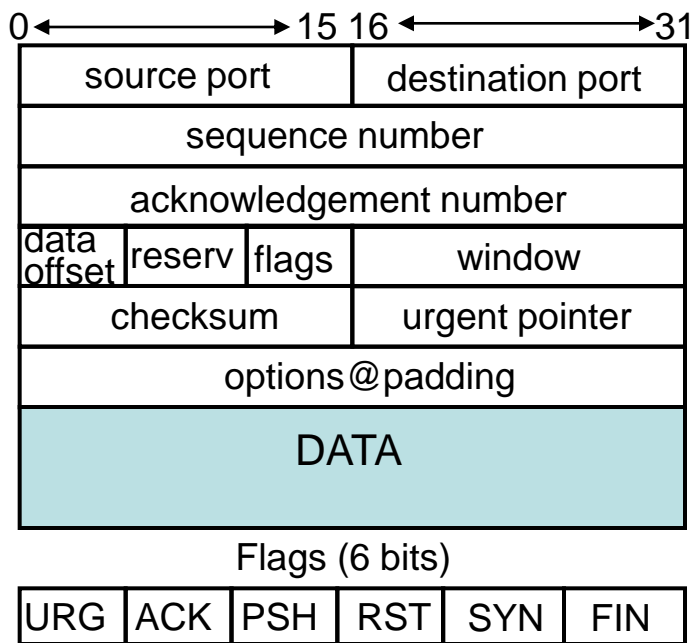 0 15 16 31
source port destination port
sequence number
acknowledgement number
data offset reserv flags window
checksum urgent pointer
options@padding
DATA
Flags (6 bits)
URG ACK PSH RST SYN FIN